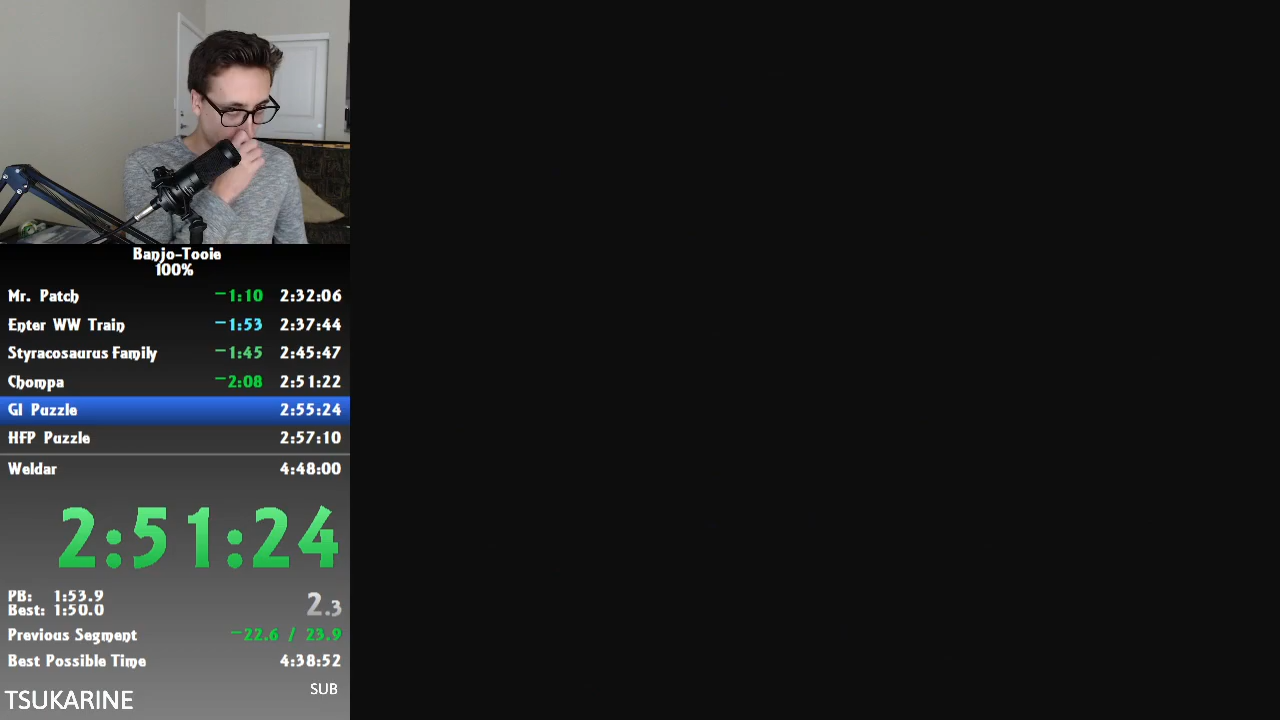 Banjo-Tooie
100%
Mr. Patch -1:10 2:32:06
Enter WW Train -1:53 2:37:44
Styracosaurus Family -1:45 2:45:47
Chompa -2:08 2:51:22
GI Puzzle 2:55:24
HFP Puzzle 2:57:10
Weldar 4:48:00
2:51:24
PB: 1:53.9
Best: 1:50.0
2.3
Previous Segment -22.6 / 23.9
Best Possible Time 4:38:52
SUB
TSUKARINE